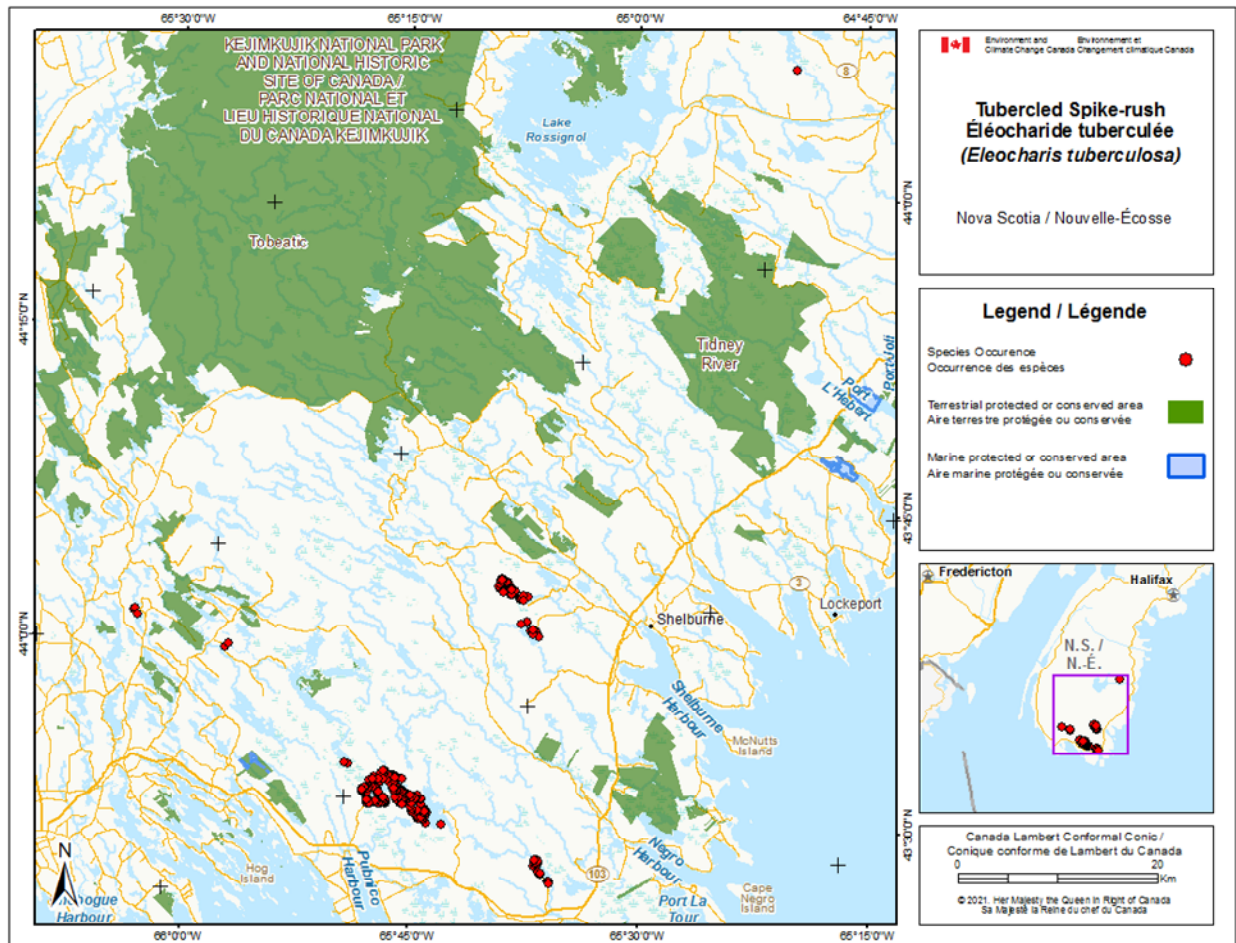 65°30'0"W
65°15'0"W
65°0'0"W
64°45'0"W
KEJIMKUJIK NATIONAL PARK
AND NATIONAL HISTORIC
SITE OF CANADA /
PARC NATIONAL ET
LIEU HISTORIQUE NATIONAL
DU CANADA KEJIMKUJIK
Lake
Rossignol
8
Tobeatic
44°0'0"N
44°15'0"N
Tidney
River
Port
L'Hebert
Port Joli
43°45'0"N
3
Lockeport
Shelburne
44°0'0"N
Shelburne
Harbour
McNutts
Island
43°30'0"N
Negro
Harbour
103
Cape
Negro
Island
Port La
Tour
Pubnico
Harbour
Hog
Island
Harbour
N
66°0'0"W
65°45'0"W
65°30'0"W
65°15'0"W
Environment and
Climate Change Canada
Environnement et
Changement climatique Canada
Tubercled Spike-rush
Éléocharide tuberculée
(Eleocharis tuberculosa)
Nova Scotia / Nouvelle-Écosse
Legend / Légende
Species Occurence
Occurrence des espèces
Terrestrial protected or conserved area
Aire terrestre protégée ou conservée
Marine protected or conserved area
Aire marine protégée ou conservée
Fredericton
Halifax
N.S. /
N.-É.
Canada Lambert Conformal Conic /
Conique conforme de Lambert du Canada
0 20
Km
© 2021. Her Majesty the Queen in Right of Canada
Sa Majesté la Reine du chef du Canada